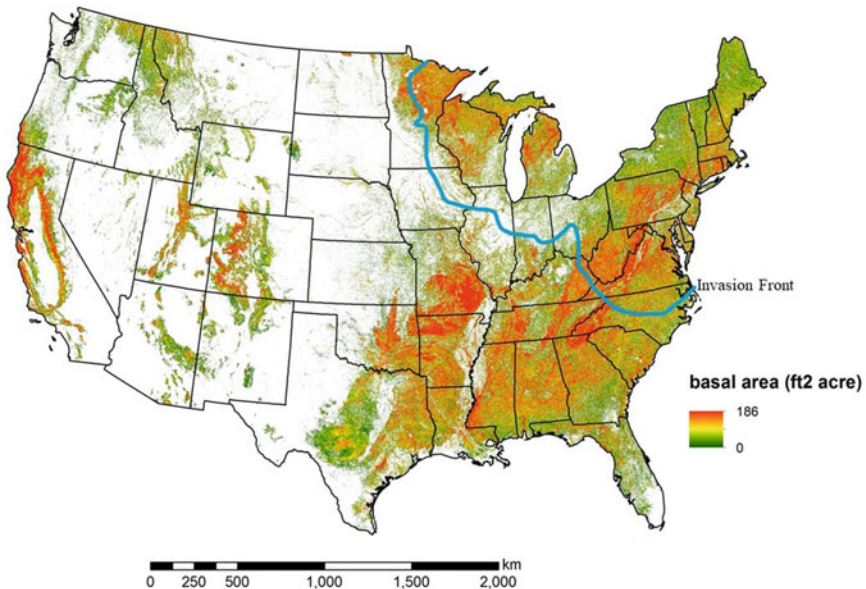 Invasion Front
basal area (ft2 acre)
186
0
km
0 250 500 1,000 1,500 2,000